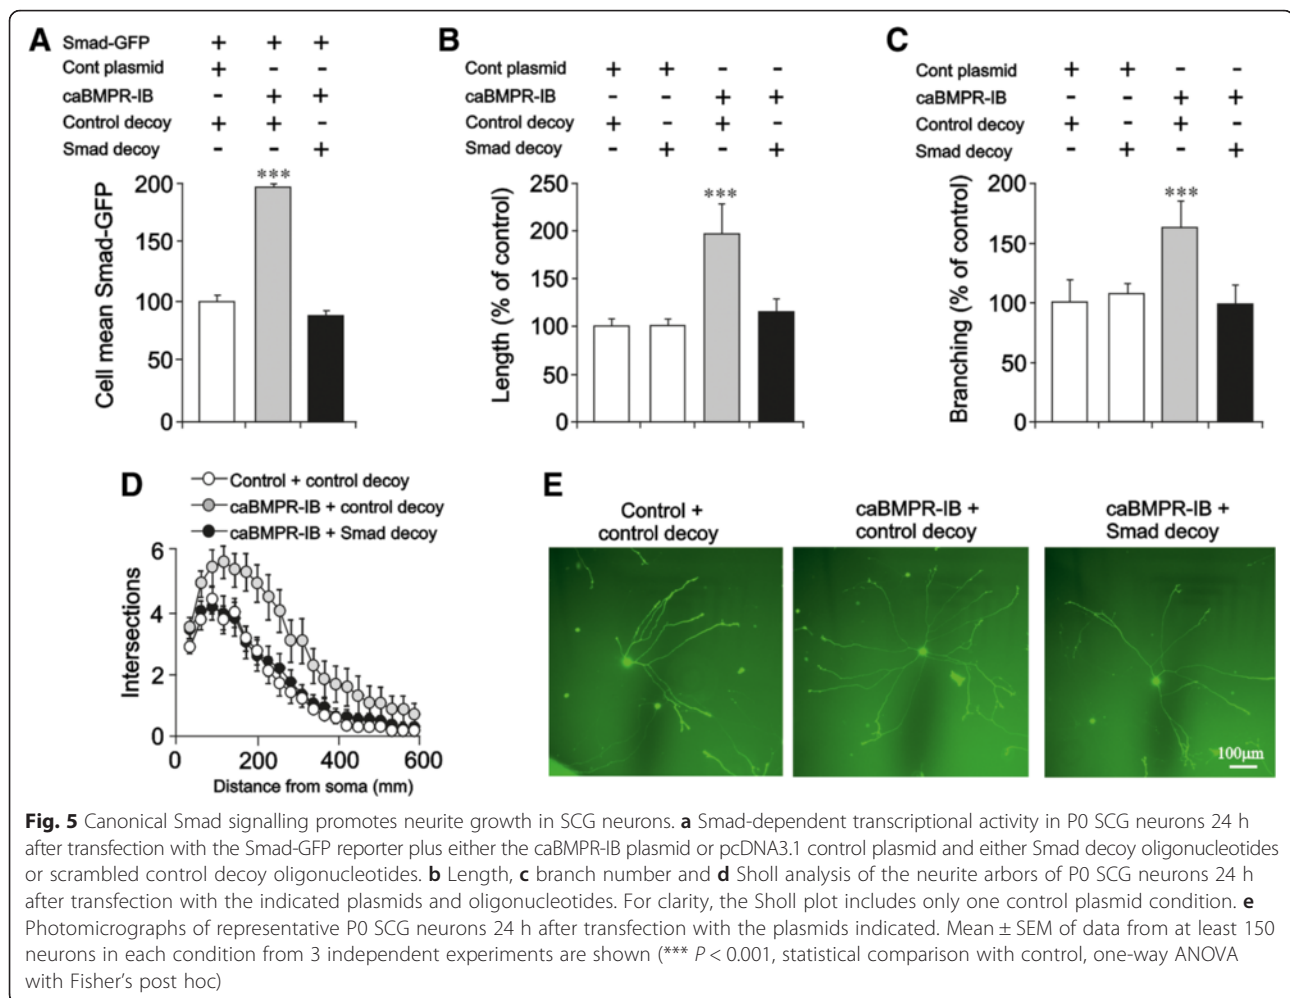 A
Smad-GFP + + +
Cont plasmid + - -
caBMPR-IB - + +
Control decoy + + -
Smad decoy - - +
Cell mean Smad-GFP
200
150
100
50
0
***
B
Cont plasmid + + - -
caBMPR-IB - - + +
Control decoy + - + -
Smad decoy - + - +
Length (% of control)
250
200
150
100
50
0
***
C
Cont plasmid + + - -
caBMPR-IB - - + +
Control decoy + - + -
Smad decoy - + - +
Branching (% of control)
200
150
100
50
0
***
D
Control + control decoy
caBMPR-IB + control decoy
caBMPR-IB + Smad decoy
Intersections
6
4
2
0
0 200 400 600
Distance from soma (mm)
E
Control +
control decoy
caBMPR-IB +
control decoy
caBMPR-IB +
Smad decoy
100μm
Fig. 5 Canonical Smad signalling promotes neurite growth in SCG neurons. a Smad-dependent transcriptional activity in P0 SCG neurons 24 h
after transfection with the Smad-GFP reporter plus either the caBMPR-IB plasmid or pcDNA3.1 control plasmid and either Smad decoy oligonucleotides
or scrambled control decoy oligonucleotides. b Length, c branch number and d Sholl analysis of the neurite arbors of P0 SCG neurons 24 h
after transfection with the indicated plasmids and oligonucleotides. For clarity, the Sholl plot includes only one control plasmid condition. e
Photomicrographs of representative P0 SCG neurons 24 h after transfection with the plasmids indicated. Mean ± SEM of data from at least 150
neurons in each condition from 3 independent experiments are shown (*** P < 0.001, statistical comparison with control, one-way ANOVA
with Fisher's post hoc)